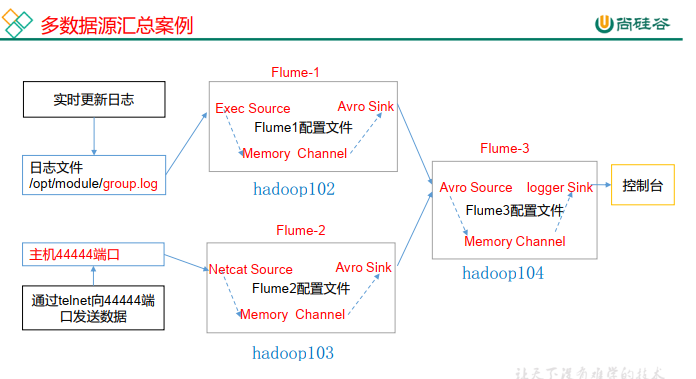 多数据源汇总案例
尚硅谷
Flume-1
实时更新日志
Exec Source
Avro Sink
Flume1配置文件
Memory Channel
日志文件
/opt/module/group.log
hadoop102
Flume-3
Avro Source
logger Sink
控制台
Flume3配置文件
Memory Channel
hadoop104
Flume-2
主机44444端口
Netcat Source
Avro Sink
Flume2配置文件
Memory Channel
通过telnet向44444端
口发送数据
hadoop103
让天下没有难学的技术